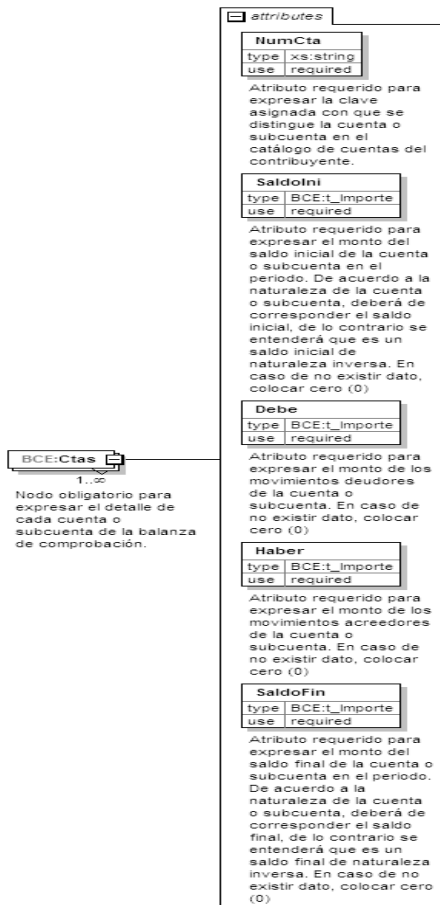 attributes
NumCta
type xs:string
use required
Atributo requerido para
expresar la clave
asignada con que se
distingue la cuenta o
subcuenta en el
catálogo de cuentas del
contribuyente.
SaldoIni
type BCE:t_Importe
use required
Atributo requerido para
expresar el monto del
saldo inicial de la cuenta
o subcuenta en el
periodo. De acuerdo a la
naturaleza de la cuenta
o subcuenta, deberá de
corresponder el saldo
inicial, de lo contrario se
entenderá que es un
saldo inicial de
naturaleza inversa. En
caso de no existir dato,
colocar cero (0)
Debe
type BCE:t_Importe
use required
Atributo requerido para
expresar el monto de los
movimientos deudores
de la cuenta o
subcuenta. En caso de
no existir dato, colocar
cero (0)
BCE:Ctas
1..∞
Nodo obligatorio para
expresar el detalle de
cada cuenta o
subcuenta de la balanza
de comprobación.
Haber
type BCE:t_Importe
use required
Atributo requerido para
expresar el monto de los
movimientos acreedores
de la cuenta o
subcuenta. En caso de
no existir dato, colocar
cero (0)
SaldoFin
type BCE:t_Importe
use required
Atributo requerido para
expresar el monto del
saldo final de la cuenta o
subcuenta en el periodo.
De acuerdo a la
naturaleza de la cuenta
o subcuenta, deberá de
corresponder el saldo
final, de lo contrario se
entenderá que es un
saldo final de naturaleza
inversa. En caso de no
existir dato, colocar cero
(0)